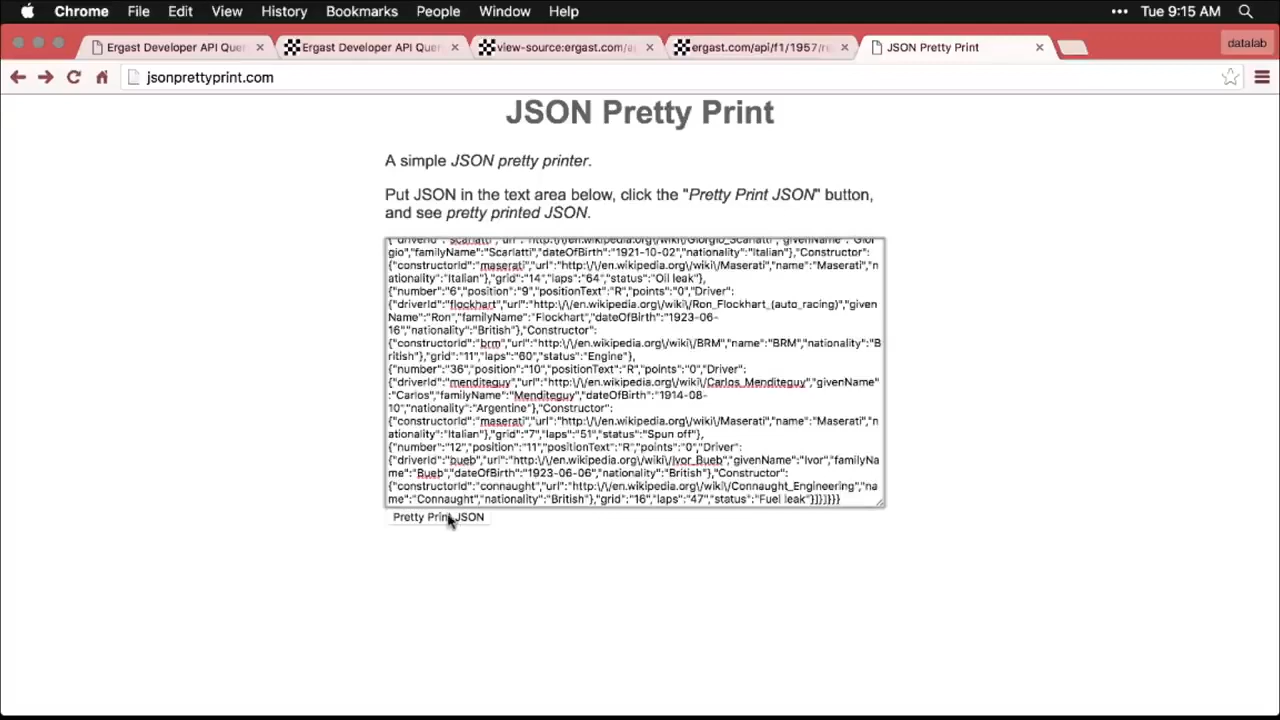 Chrome File Edit View History Bookmarks People Window Help ••• Tue 9:15 AM
Ergast Developer API Que
Ergast Developer API Que
view-source:ergast.com/a
ergast.com/api/f1/1957/re
JSON Pretty Print
datalab
jsonprettyprint.com
JSON Pretty Print
A simple JSON pretty printer.
Put JSON in the text area below, click the "Pretty Print JSON" button,
and see pretty printed JSON.
{"driverId":"scarlatti","url":"http:\/\/en.wikipedia.org\/wiki\/Giorgio_Scarlatti","givenName":"Gior
gio","familyName":"Scarlatti","dateOfBirth":"1921-10-02","nationality":"Italian"},"Constructor":
{"constructorId":"maserati","url":"http:\/\/en.wikipedia.org\/wiki\/Maserati","name":"Maserati","n
ationality":"Italian"},"grid":"14","laps":"64","status":"Oil leak"},
{"number":"6","position":"9","positionText":"R","points":"0","Driver":
{"driverId":"flockhart","url":"http:\/\/en.wikipedia.org\/wiki\/Ron_Flockhart_(auto_racing)","given
Name":"Ron","familyName":"Flockhart","dateOfBirth":"1923-06-
16","nationality":"British"},"Constructor":
{"constructorId":"brm","url":"http:\/\/en.wikipedia.org\/wiki\/BRM","name":"BRM","nationality":"B
ritish"},"grid":"11","laps":"60","status":"Engine"},
{"number":"36","position":"10","positionText":"R","points":"0","Driver":
{"driverId":"menditeguy","url":"http:\/\/en.wikipedia.org\/wiki\/Carlos_Menditeguy","givenName"
:"Carlos","familyName":"Menditeguy","dateOfBirth":"1914-08-
10","nationality":"Argentine"},"Constructor":
{"constructorId":"maserati","url":"http:\/\/en.wikipedia.org\/wiki\/Maserati","name":"Maserati","n
ationality":"Italian"},"grid":"7","laps":"51","status":"Spun off"},
{"number":"12","position":"11","positionText":"R","points":"0","Driver":
{"driverId":"bueb","url":"http:\/\/en.wikipedia.org\/wiki\/Ivor_Bueb","givenName":"Ivor","familyNa
me":"Bueb","dateOfBirth":"1923-06-06","nationality":"British"},"Constructor":
{"constructorId":"connaught","url":"http:\/\/en.wikipedia.org\/wiki\/Connaught_Engineering","na
me":"Connaught","nationality":"British"},"grid":"16","laps":"47","status":"Fuel leak"}]}]}}}
Pretty Print JSON